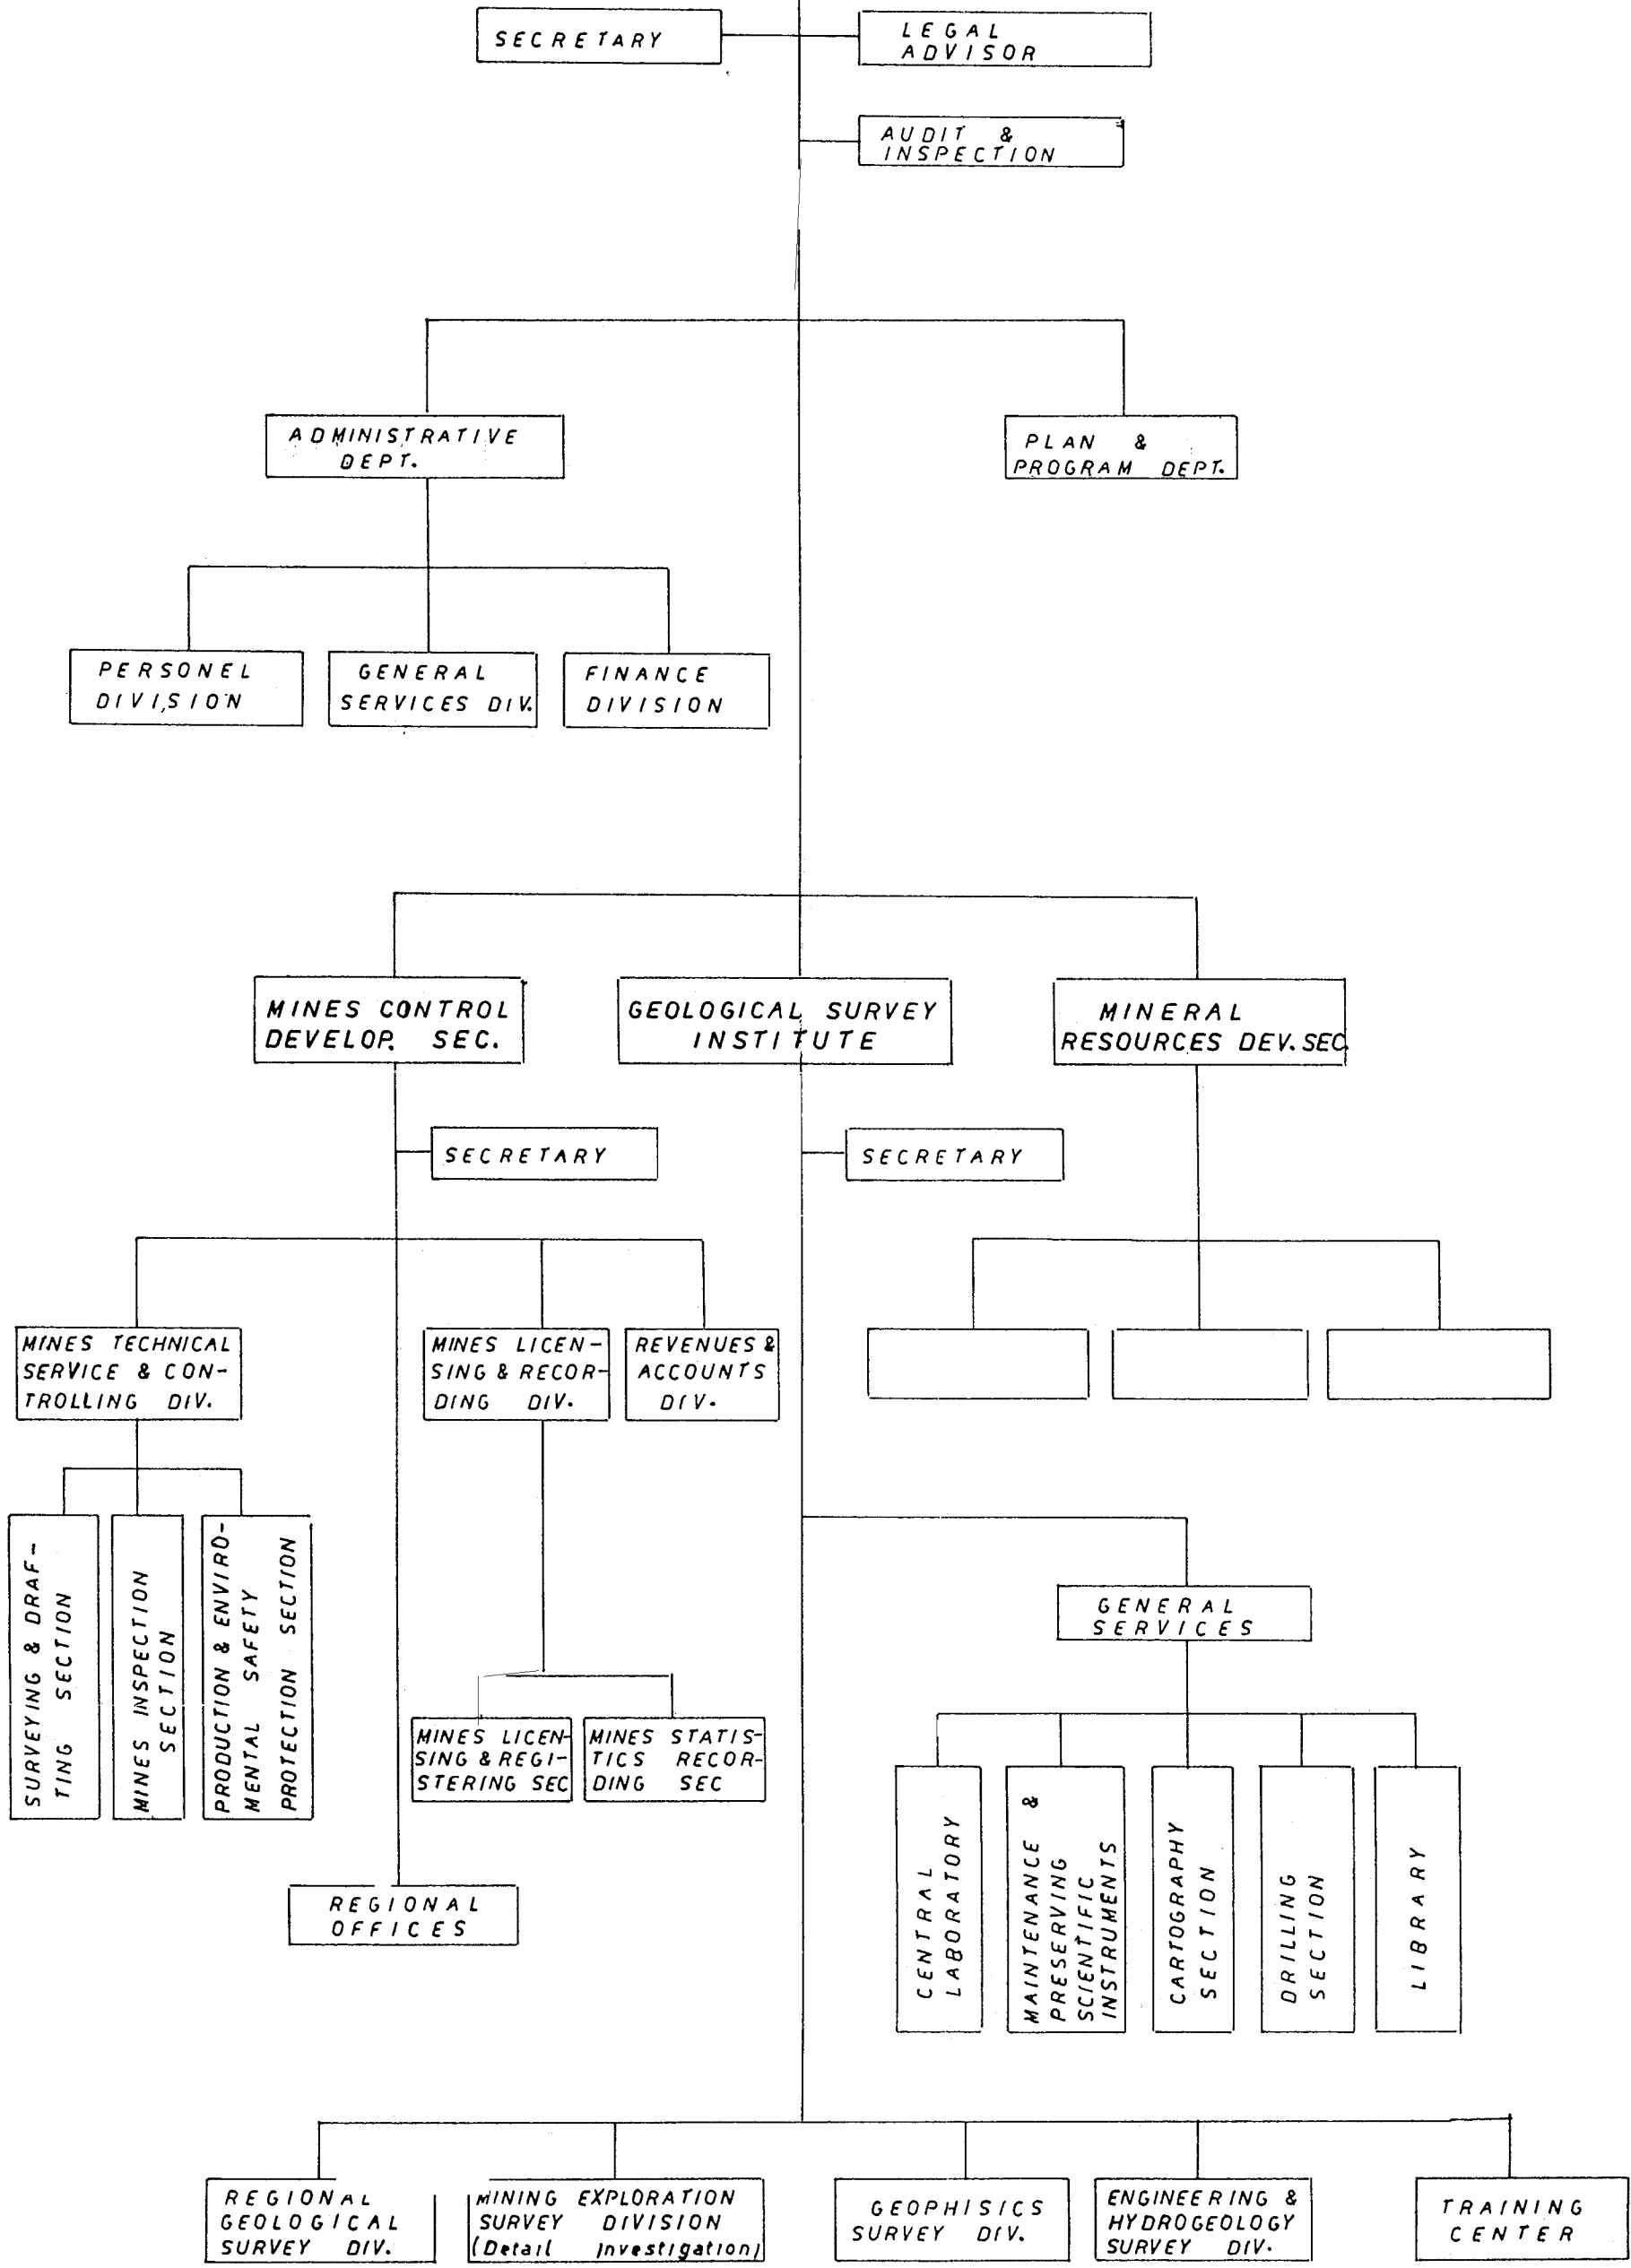 SECRETARY
LEGAL
ADVISOR
AUDIT &
INSPECTION
ADMINISTRATIVE
DEPT.
PLAN &
PROGRAM DEPT.
PERSONEL
DIVISION
GENERAL
SERVICES DIV.
FINANCE
DIVISION
MINES CONTROL
DEVELOP. SEC.
GEOLOGICAL SURVEY
INSTITUTE
MINERAL
RESOURCES DEV. SEC.
SECRETARY
SECRETARY
MINES TECHNICAL
SERVICE & CON-
TROLLING DIV.
MINES LICEN-
SING & RECOR-
DING DIV.
REVENUES &
ACCOUNTS
DIV.
SURVEYING & DRAF-
TING SECTION
MINES INSPECTION
SECTION
PRODUCTION & ENVIRO-
MENTAL SAFETY
PROTECTION SECTION
GENERAL
SERVICES
MINES LICEN-
SING & REGI-
STERING SEC
MINES STATIS-
TICS RECOR-
DING SEC
REGIONAL
OFFICES
CENTRAL
LABORATORY
MAINTENANCE &
PRESERVING
SCIENTIFIC
INSTRUMENTS
CARTOGRAPHY
SECTION
DRILLING
SECTION
LIBRARY
REGIONAL
GEOLOGICAL
SURVEY DIV.
MINING EXPLORATION
SURVEY DIVISION
(Detail Investigation)
GEOPHISICS
SURVEY DIV.
ENGINEERING &
HYDROGEOLOGY
SURVEY DIV.
TRAINING
CENTER